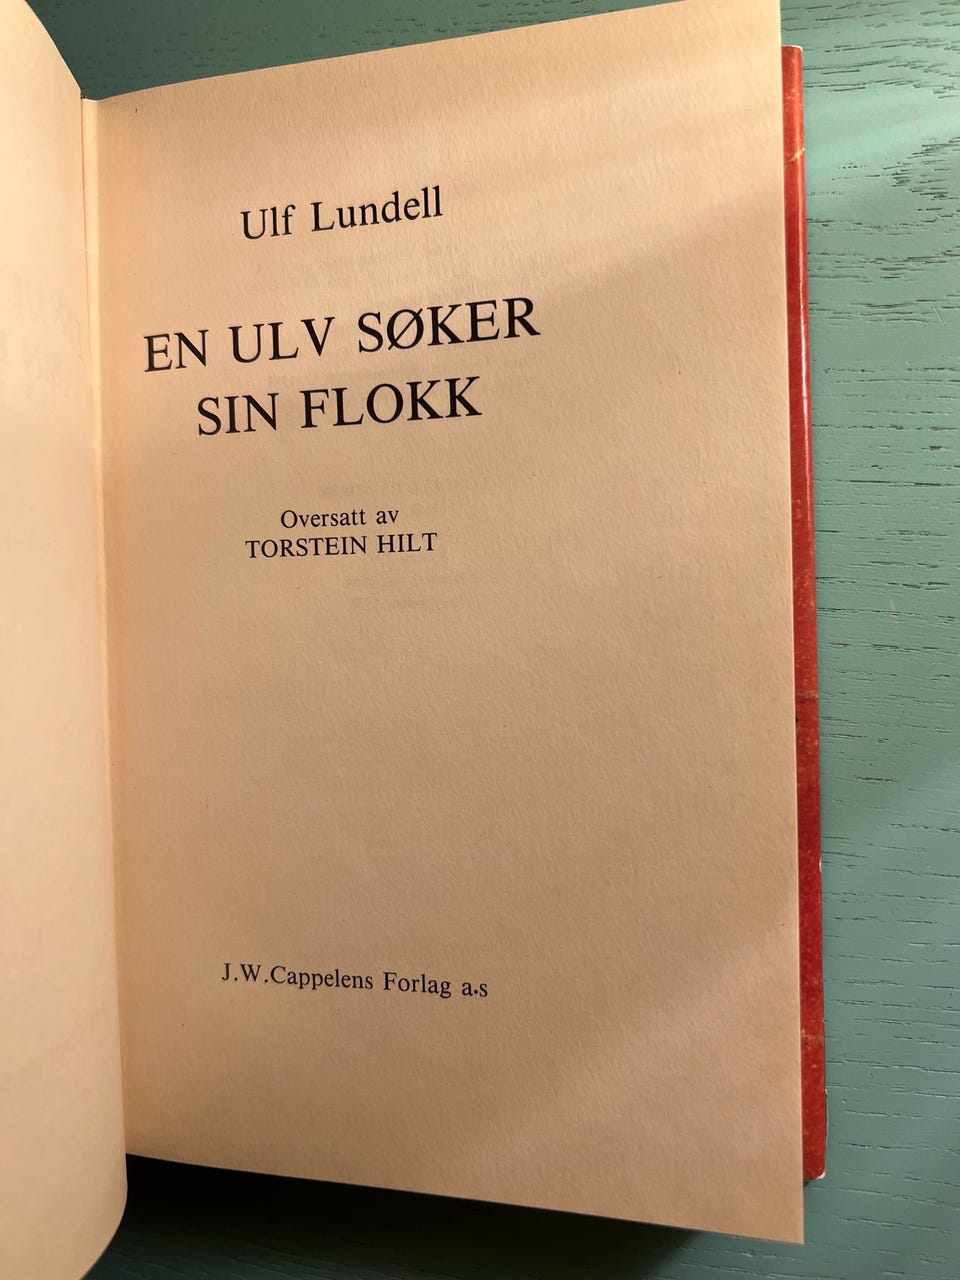 Ulf Lundell
EN ULV SØKER
SIN FLOKK
Oversatt av
TORSTEIN HILT
J.W.Cappelens Forlag a·s